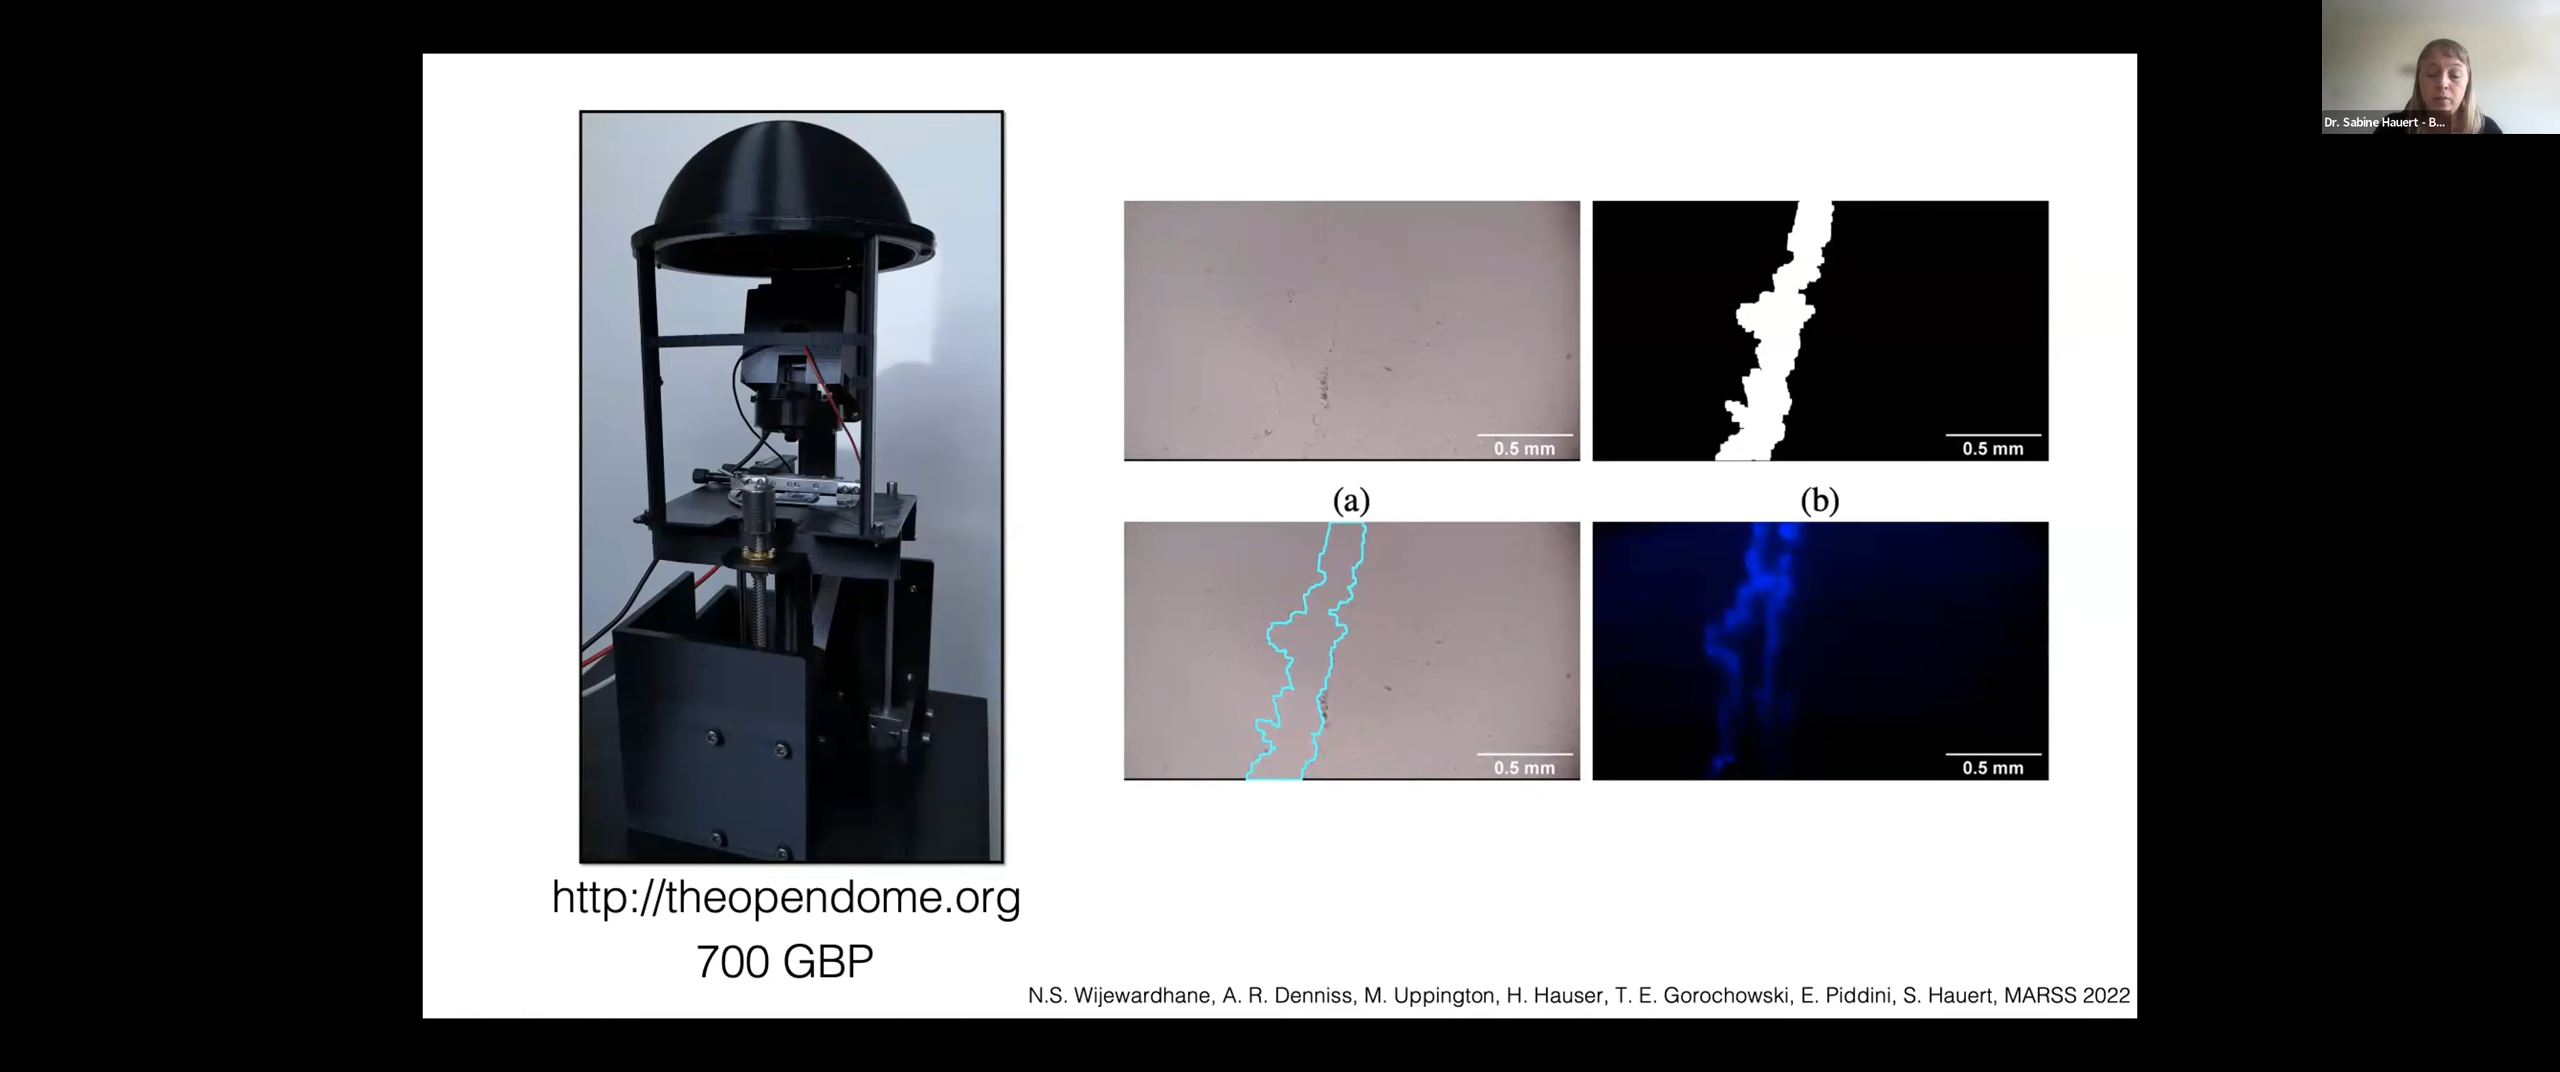 Dr. Sabine Hauert - B...
0.5 mm
0.5 mm
(a)
(b)
0.5 mm
0.5 mm
http://theopendome.org
700 GBP
N.S. Wijewardhane, A. R. Denniss, M. Uppington, H. Hauser, T. E. Gorochowski, E. Piddini, S. Hauert, MARSS 2022